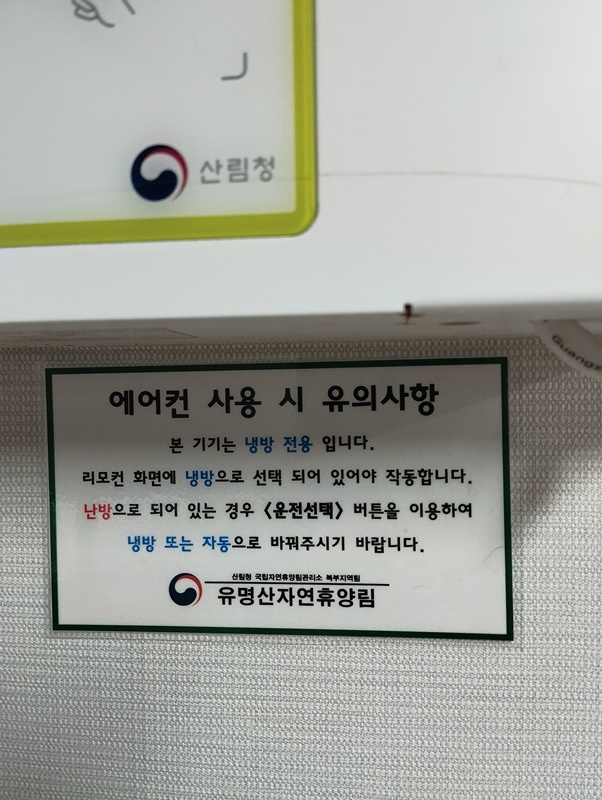 산림청
에어컨 사용 시 유의사항
본 기기는 냉방 전용 입니다.
리모컨 화면에 냉방으로 선택 되어 있어야 작동합니다.
난방으로 되어 있는 경우 <운전선택> 버튼을 이용하여
냉방 또는 자동으로 바꿔주시기 바랍니다.
산림청 국립자연휴양림관리소 북부지역팀
유명산자연휴양림